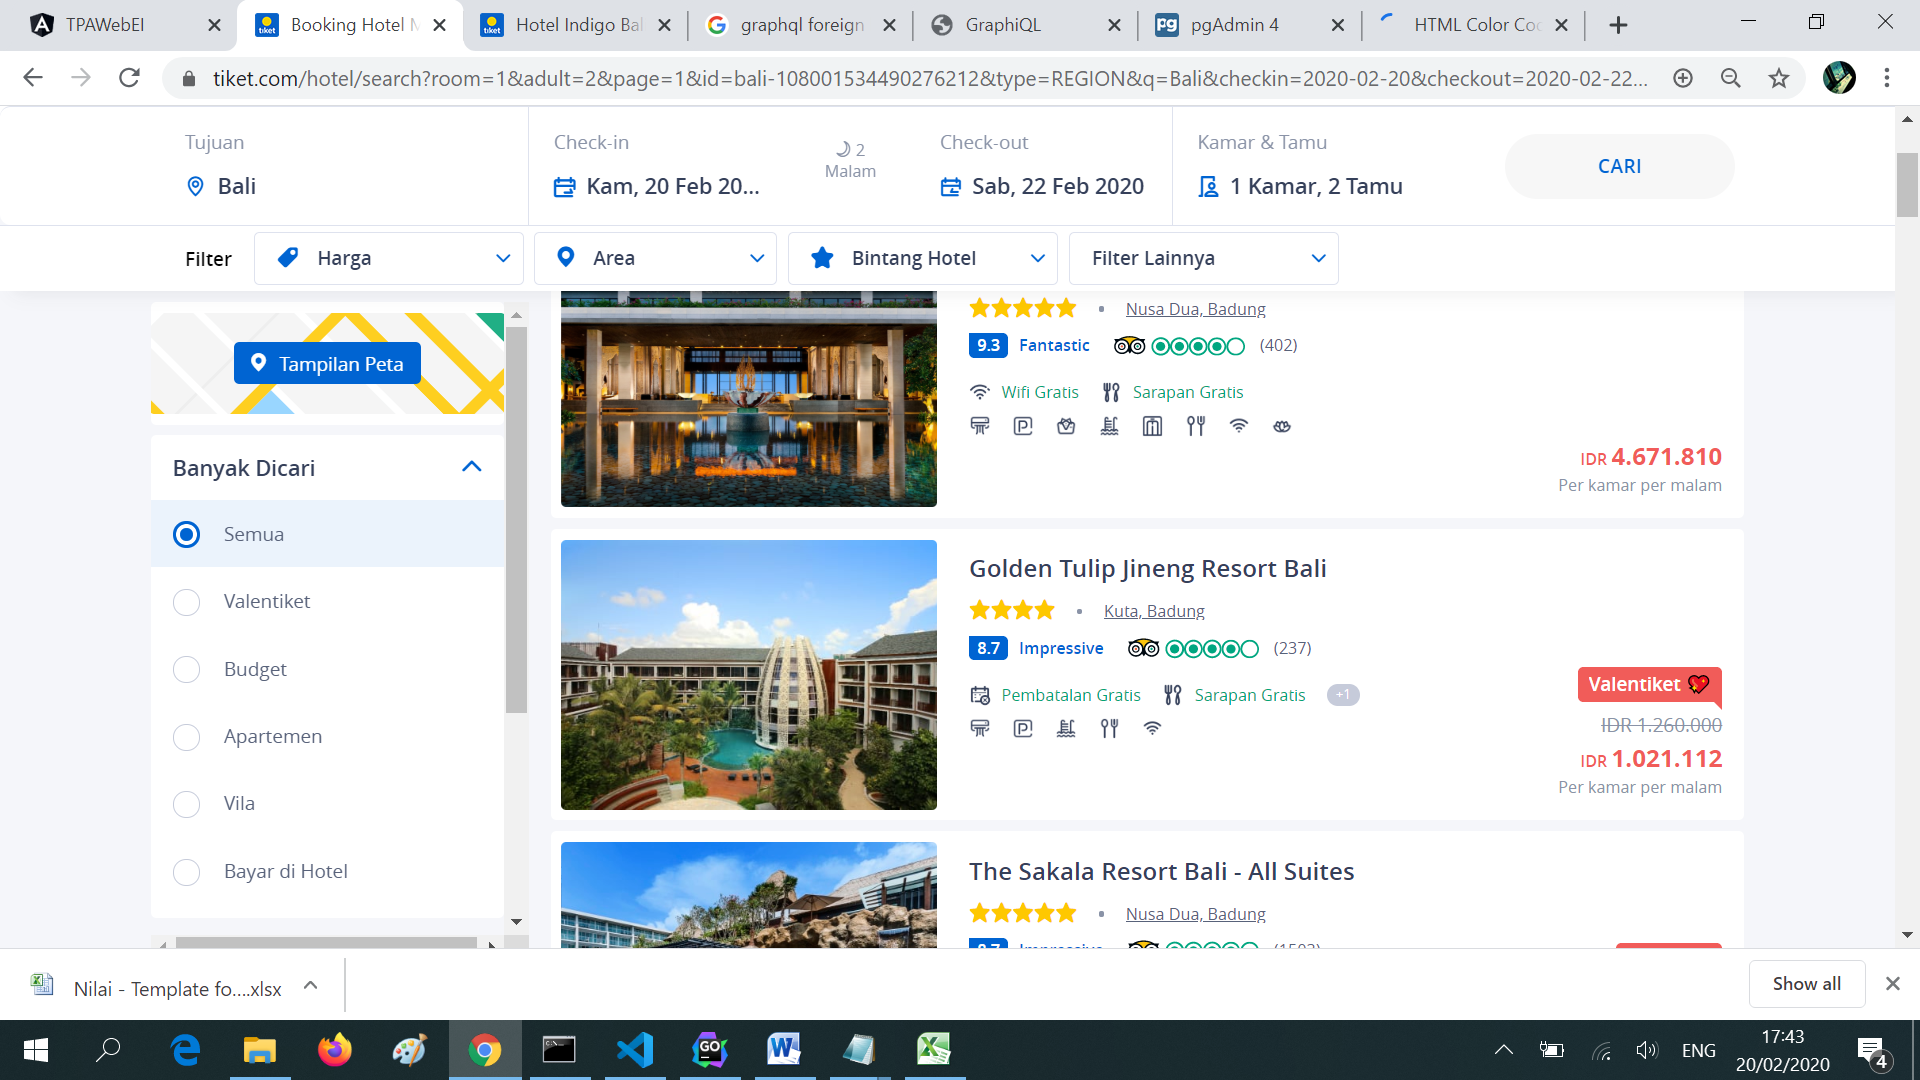 TPAWebEI
Booking Hotel M
Hotel Indigo Bal
graphql foreign
GraphiQL
pgAdmin 4
HTML Color Coo
tiket.com/hotel/search?room=1&adult=2&page=1&id=bali-108001534490276212&type=REGION&q=Bali&checkin=2020-02-20&checkout=2020-02-22...
Tujuan
Bali
Check-in
Kam, 20 Feb 20...
2
Malam
Check-out
Sab, 22 Feb 2020
Kamar & Tamu
1 Kamar, 2 Tamu
CARI
Filter
Harga
Area
Bintang Hotel
Filter Lainnya
Tampilan Peta
Banyak Dicari
Semua
Valentiket
Budget
Apartemen
Vila
Bayar di Hotel
Nusa Dua, Badung
9.3 Fantastic (402)
Wifi Gratis Sarapan Gratis
IDR 4.671.810
Per kamar per malam
Golden Tulip Jineng Resort Bali
Kuta, Badung
8.7 Impressive (237)
Pembatalan Gratis Sarapan Gratis +1
Valentiket
IDR 1.260.000
IDR 1.021.112
Per kamar per malam
The Sakala Resort Bali - All Suites
Nusa Dua, Badung
8.7 Impressive (1502)
Nilai - Template fo....xlsx
Show all
ENG
17:43
20/02/2020
4